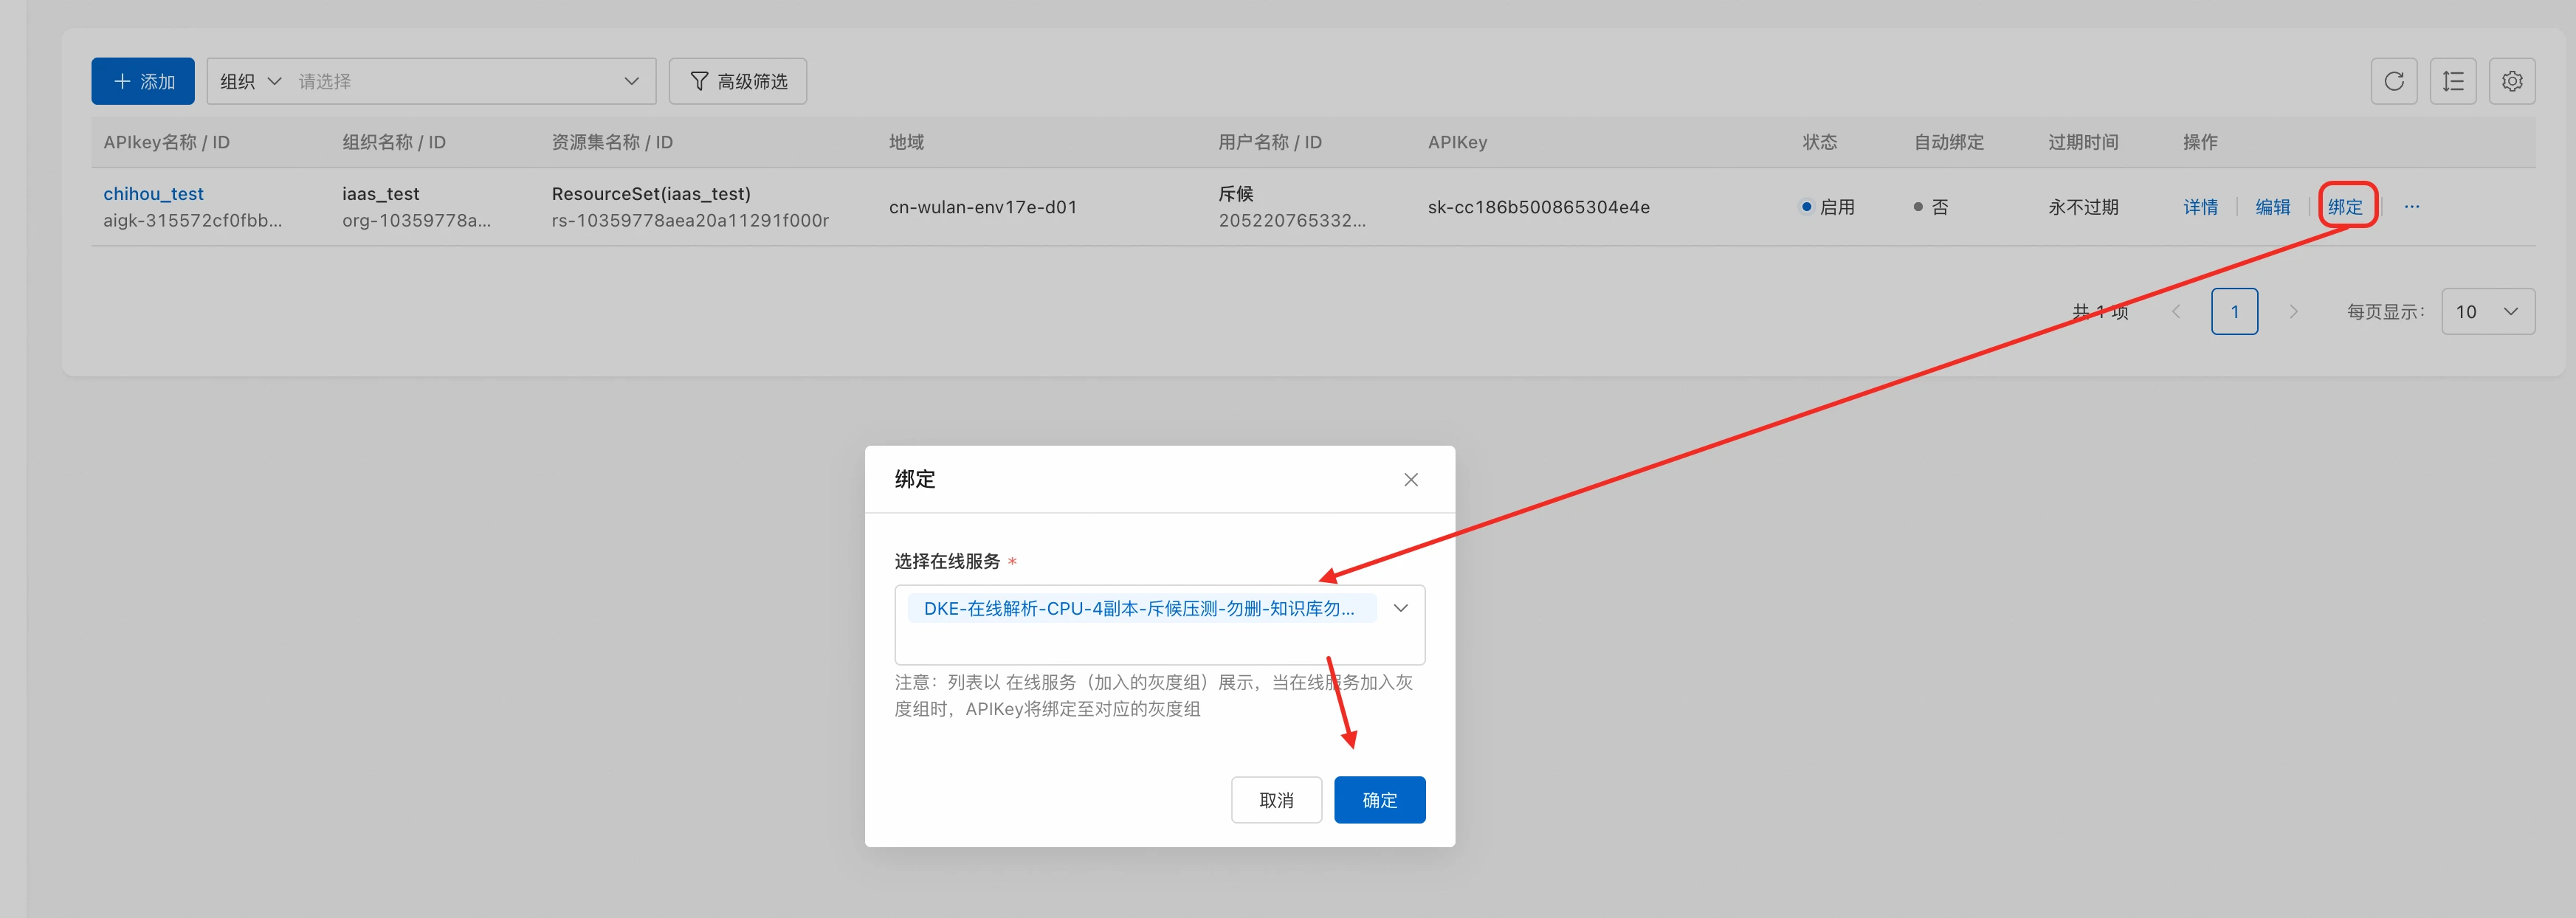 添加 组织 请选择 高级筛选
APIkey名称 / ID 组织名称 / ID 资源集名称 / ID 地域 用户名称 / ID APIKey 状态 自动绑定 过期时间 操作
chihou_test iaas_test ResourceSet(iaas_test) 斥候
cn-wulan-env17e-d01 sk-cc186b500865304e4e 启用 否 永不过期 详情 编辑 绑定 ...
aigk-315572cf0fbb... org-10359778a... rs-10359778aea20a11291f000r 205220765332...
共 1 项 1 每页显示: 10
绑定
选择在线服务 *
DKE-在线解析-CPU-4副本-斥候压测-勿删-知识库勿...
注意：列表以 在线服务（加入的灰度组）展示，当在线服务加入灰
度组时，APIKey将绑定至对应的灰度组
取消 确定